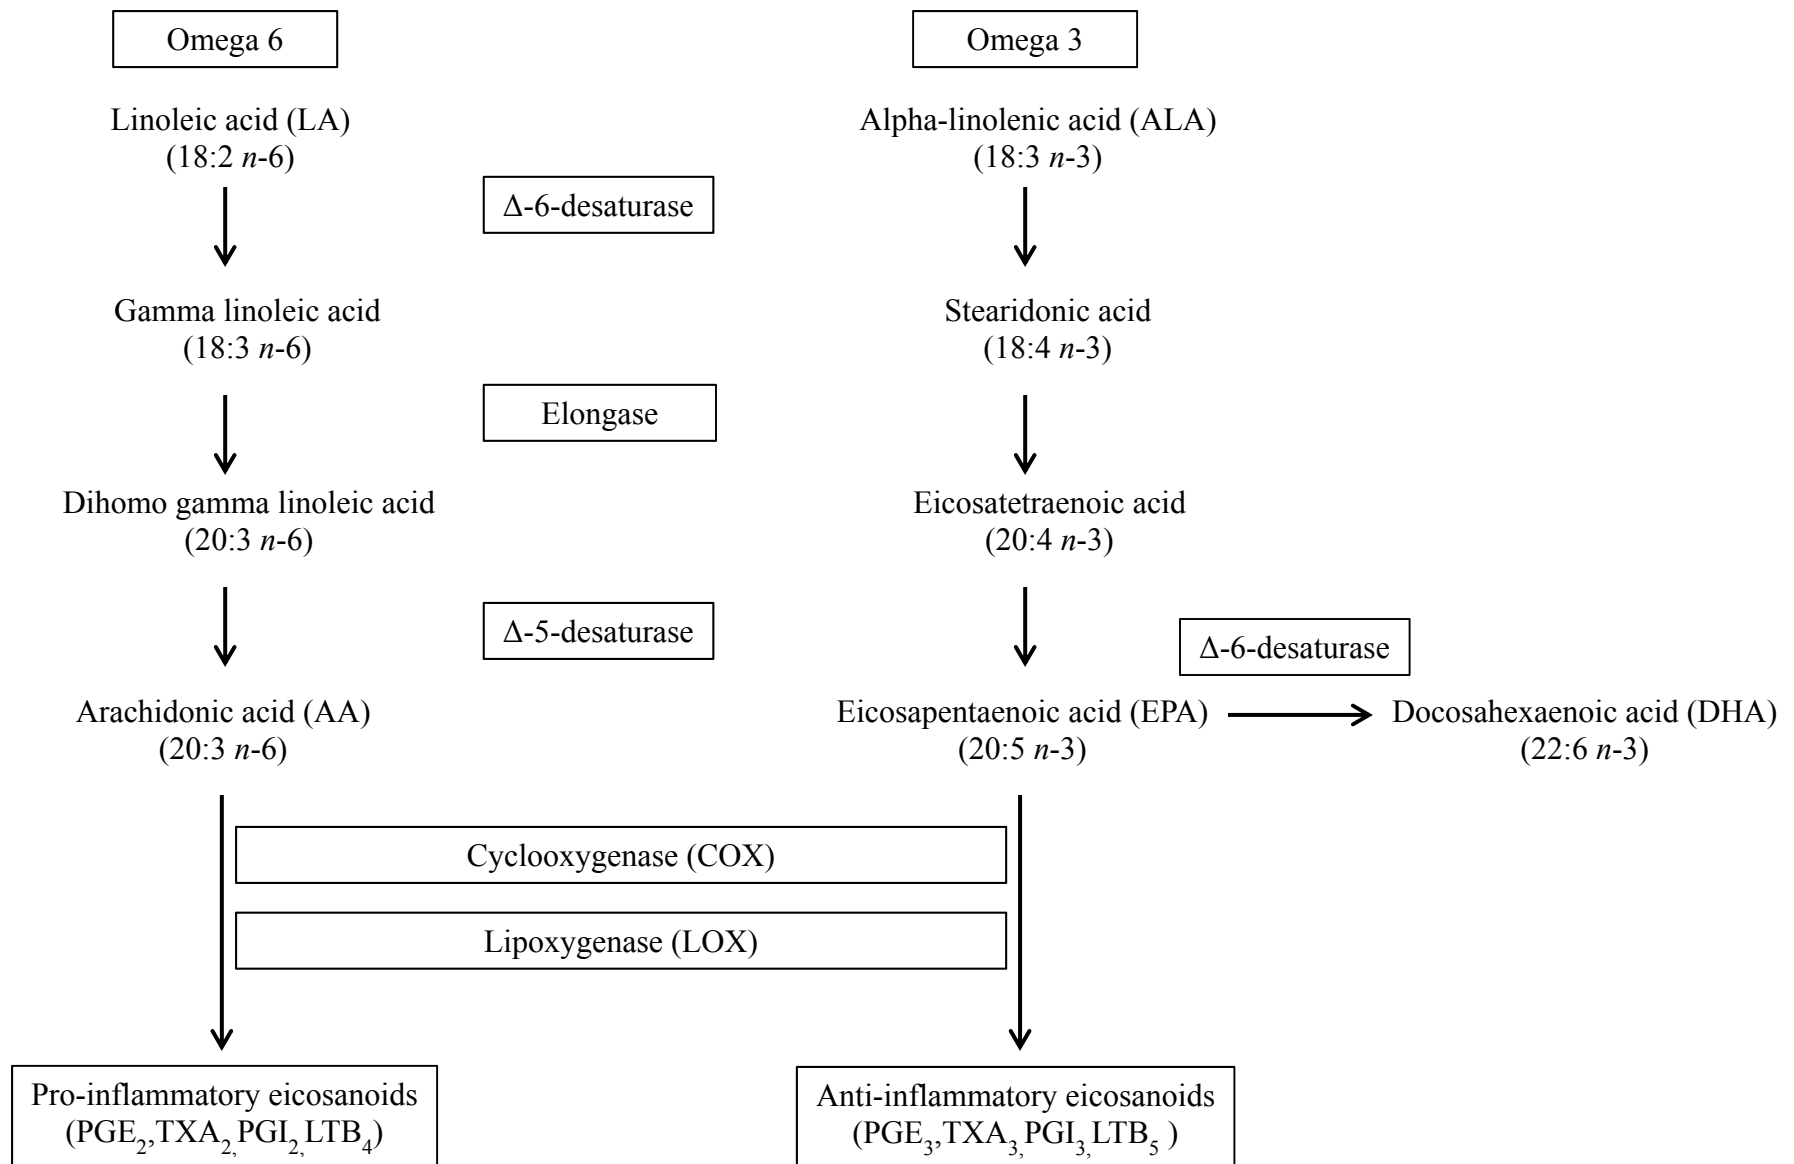 Omega 6
Omega 3
Linoleic acid (LA)
(18:2 n-6)
Alpha-linolenic acid (ALA)
(18:3 n-3)
Δ-6-desaturase
Gamma linoleic acid
(18:3 n-6)
Stearidonic acid
(18:4 n-3)
Elongase
Dihomo gamma linoleic acid
(20:3 n-6)
Eicosatetraenoic acid
(20:4 n-3)
Δ-5-desaturase
Δ-6-desaturase
Arachidonic acid (AA)
(20:3 n-6)
Eicosapentaenoic acid (EPA)
(20:5 n-3)
Docosahexaenoic acid (DHA)
(22:6 n-3)
Cyclooxygenase (COX)
Lipoxygenase (LOX)
Pro-inflammatory eicosanoids
(PGE2,TXA2,PGI2,LTB4)
Anti-inflammatory eicosanoids
(PGE3,TXA3,PGI3,LTB5 )